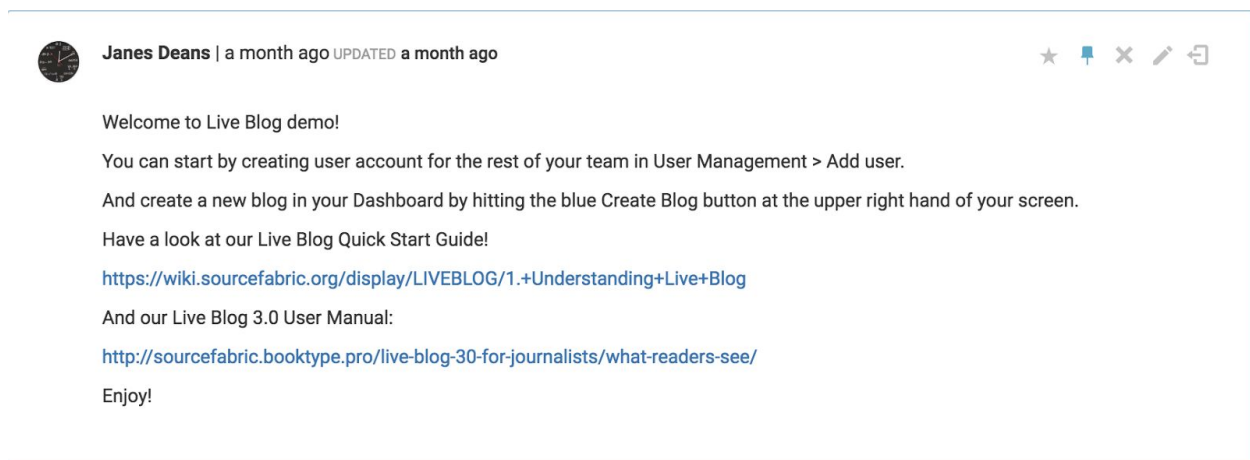 Janes Deans | a month ago UPDATED a month ago
Welcome to Live Blog demo!
You can start by creating user account for the rest of your team in User Management > Add user.
And create a new blog in your Dashboard by hitting the blue Create Blog button at the upper right hand of your screen.
Have a look at our Live Blog Quick Start Guide!
https://wiki.sourcefabric.org/display/LIVEBLOG/1.+Understanding+Live+Blog
And our Live Blog 3.0 User Manual:
http://sourcefabric.booktype.pro/live-blog-30-for-journalists/what-readers-see/
Enjoy!